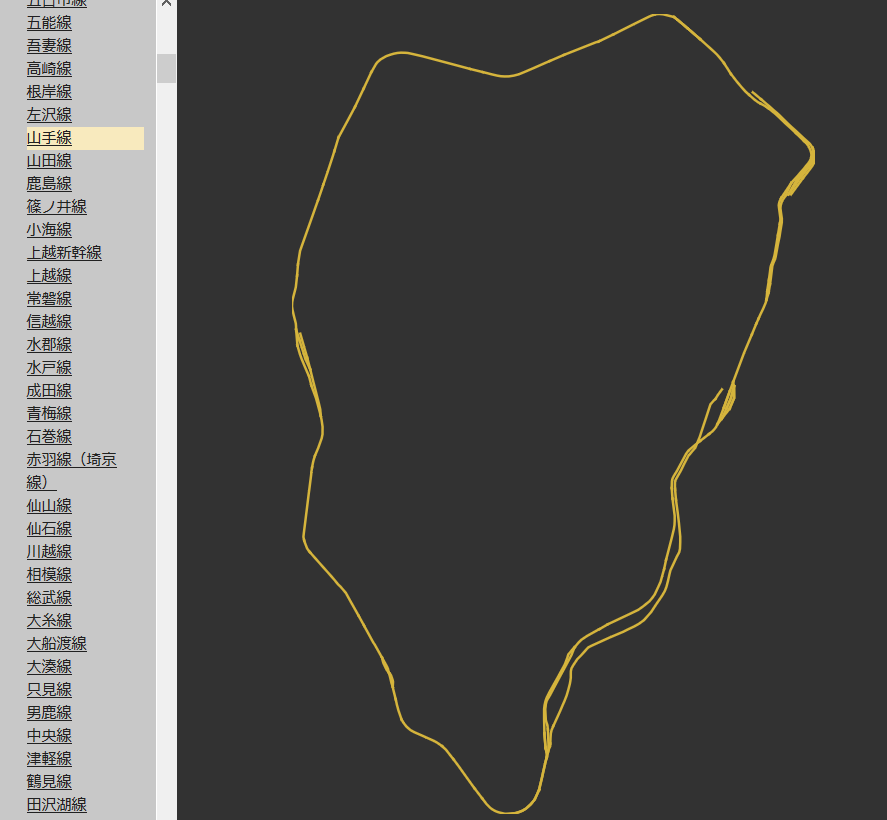 五日市線
五能線
吾妻線
高崎線
根岸線
左沢線
山手線
山田線
鹿島線
篠ノ井線
小海線
上越新幹線
上越線
常磐線
信越線
水郡線
水戸線
成田線
青梅線
石巻線
赤羽線（埼京
線）
仙山線
仙石線
川越線
相模線
総武線
大糸線
大船渡線
大湊線
只見線
男鹿線
中央線
津軽線
鶴見線
田沢湖線